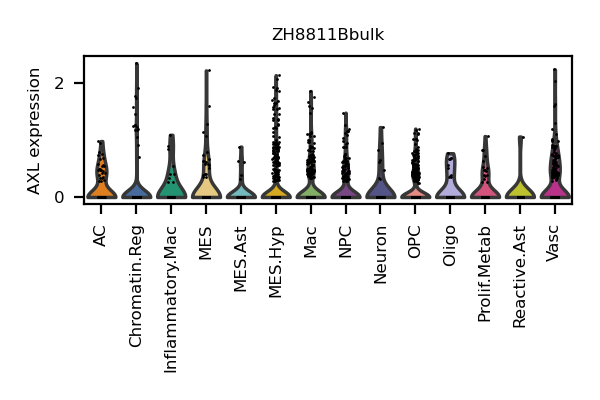 ZH8811Bbulk
AXL expression
2
0
AC
Chromatin.Reg
Inflammatory.Mac
MES
MES.Ast
MES.Hyp
Mac
NPC
Neuron
OPC
Oligo
Prolif.Metab
Reactive.Ast
Vasc